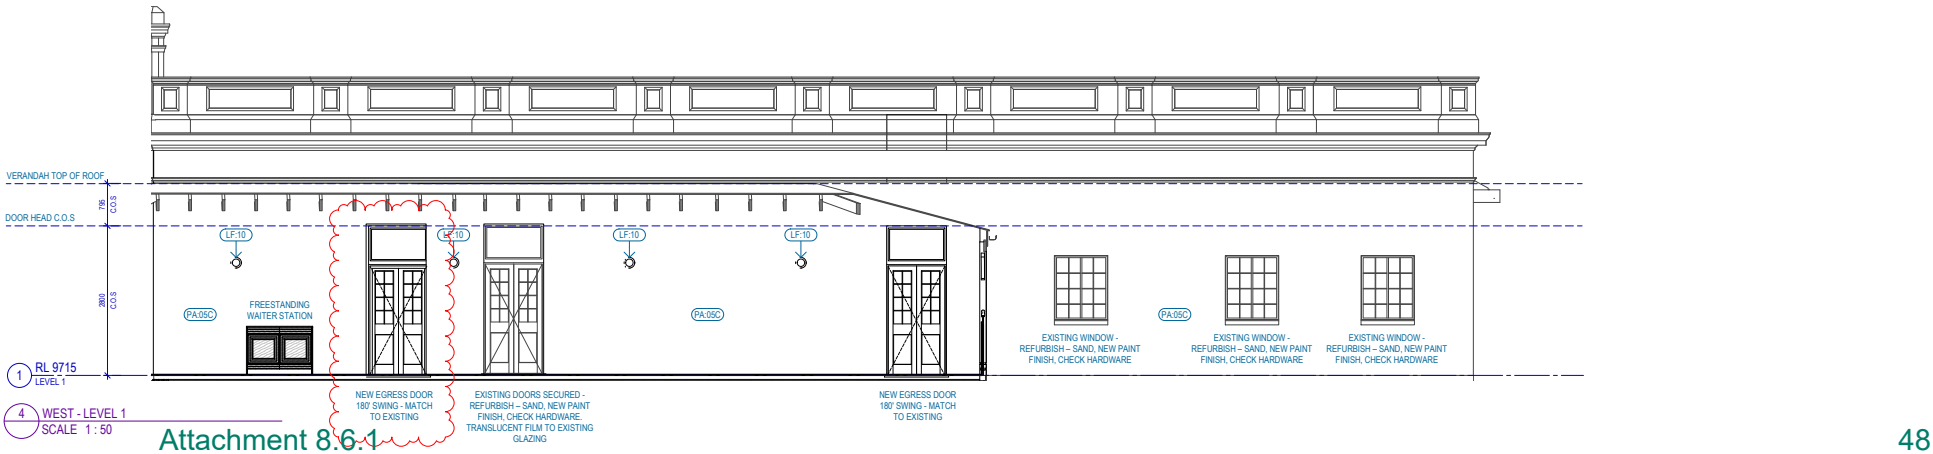 VERANDAH TOP OF ROOF
795
C.O.S
DOOR HEAD C.O.S
LF:10
LF:10
LF:10
LF:10
2800
C.O.S
PA:05C
FREESTANDING
WAITER STATION
PA:05C
PA:05C
EXISTING WINDOW -
REFURBISH – SAND, NEW PAINT
FINISH, CHECK HARDWARE
EXISTING WINDOW -
REFURBISH – SAND, NEW PAINT
FINISH, CHECK HARDWARE
EXISTING WINDOW -
REFURBISH – SAND, NEW PAINT
FINISH, CHECK HARDWARE
1
RL 9715
LEVEL 1
NEW EGRESS DOOR
180' SWING - MATCH
TO EXISTING
EXISTING DOORS SECURED -
REFURBISH – SAND, NEW PAINT
FINISH, CHECK HARDWARE.
TRANSLUCENT FILM TO EXISTING
GLAZING
NEW EGRESS DOOR
180' SWING - MATCH
TO EXISTING
4
WEST - LEVEL 1
SCALE 1 : 50
Attachment 8.6.1
48